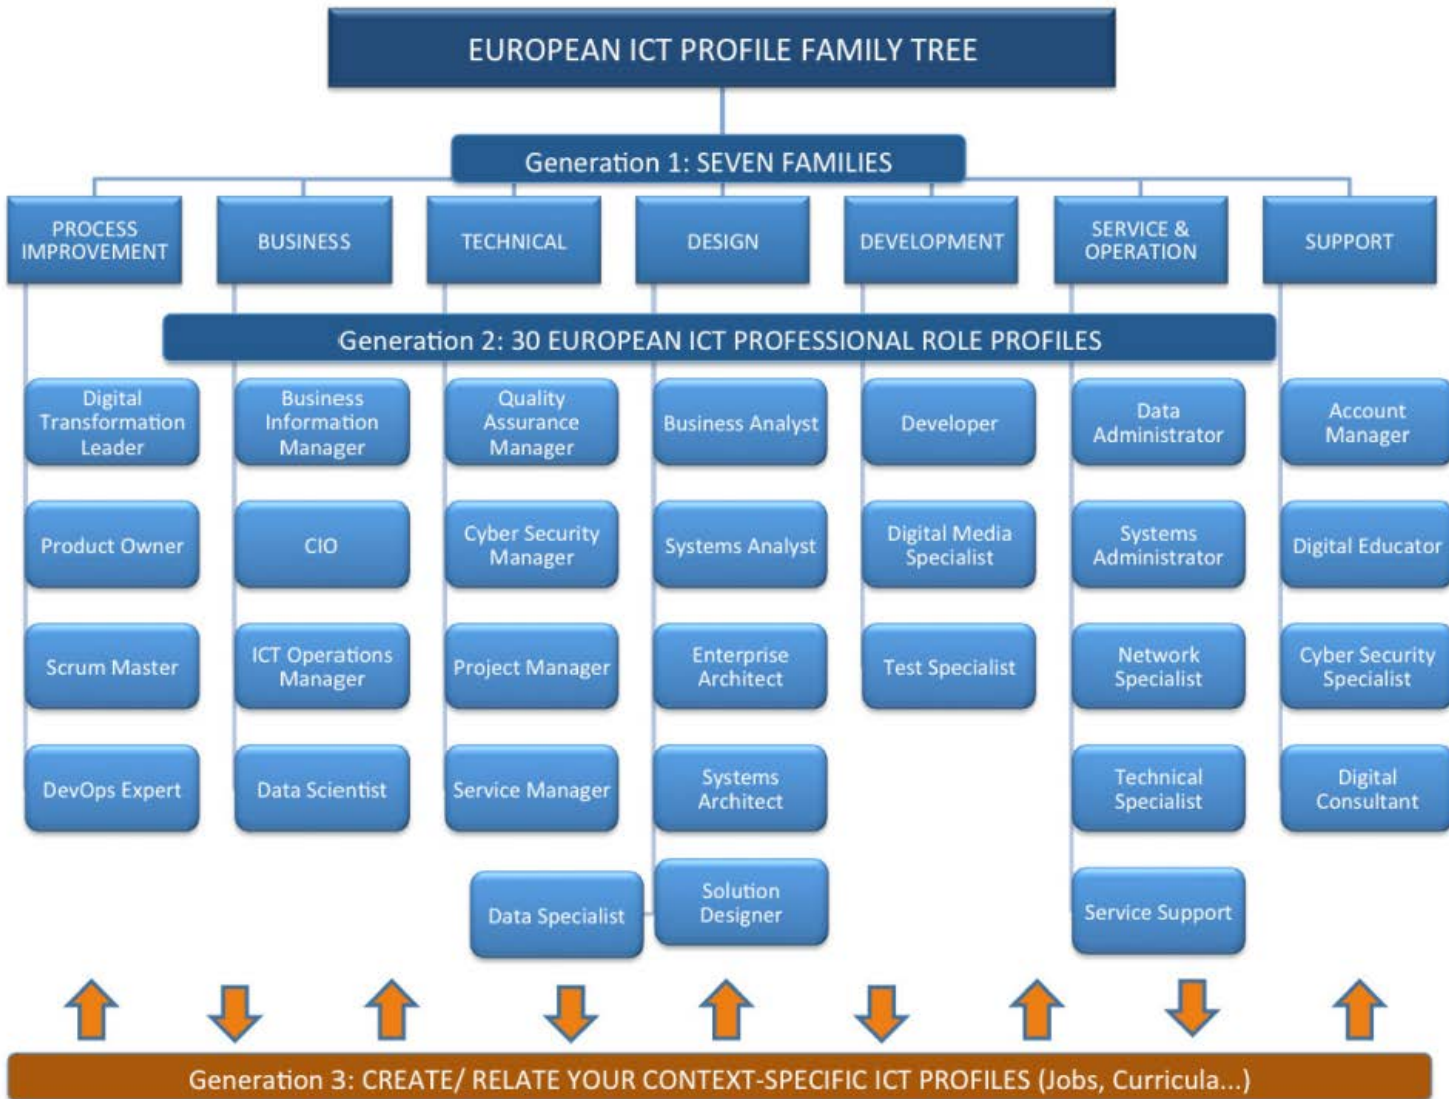 EUROPEAN ICT PROFILE FAMILY TREE
Generation 1: SEVEN FAMILIES
PROCESS
IMPROVEMENT
BUSINESS
TECHNICAL
DESIGN
DEVELOPMENT
SERVICE &
OPERATION
SUPPORT
Generation 2: 30 EUROPEAN ICT PROFESSIONAL ROLE PROFILES
Digital
Transformation
Leader
Business
Information
Manager
Quality
Assurance
Manager
Business Analyst
Developer
Data
Administrator
Account
Manager
Product Owner
CIO
Cyber Security
Manager
Systems Analyst
Digital Media
Specialist
Systems
Administrator
Digital Educator
Scrum Master
ICT Operations
Manager
Project Manager
Enterprise
Architect
Test Specialist
Network
Specialist
Cyber Security
Specialist
DevOps Expert
Data Scientist
Service Manager
Systems
Architect
Technical
Specialist
Digital
Consultant
Data Specialist
Solution
Designer
Service Support
Generation 3: CREATE/ RELATE YOUR CONTEXT-SPECIFIC ICT PROFILES (Jobs, Curricula...)